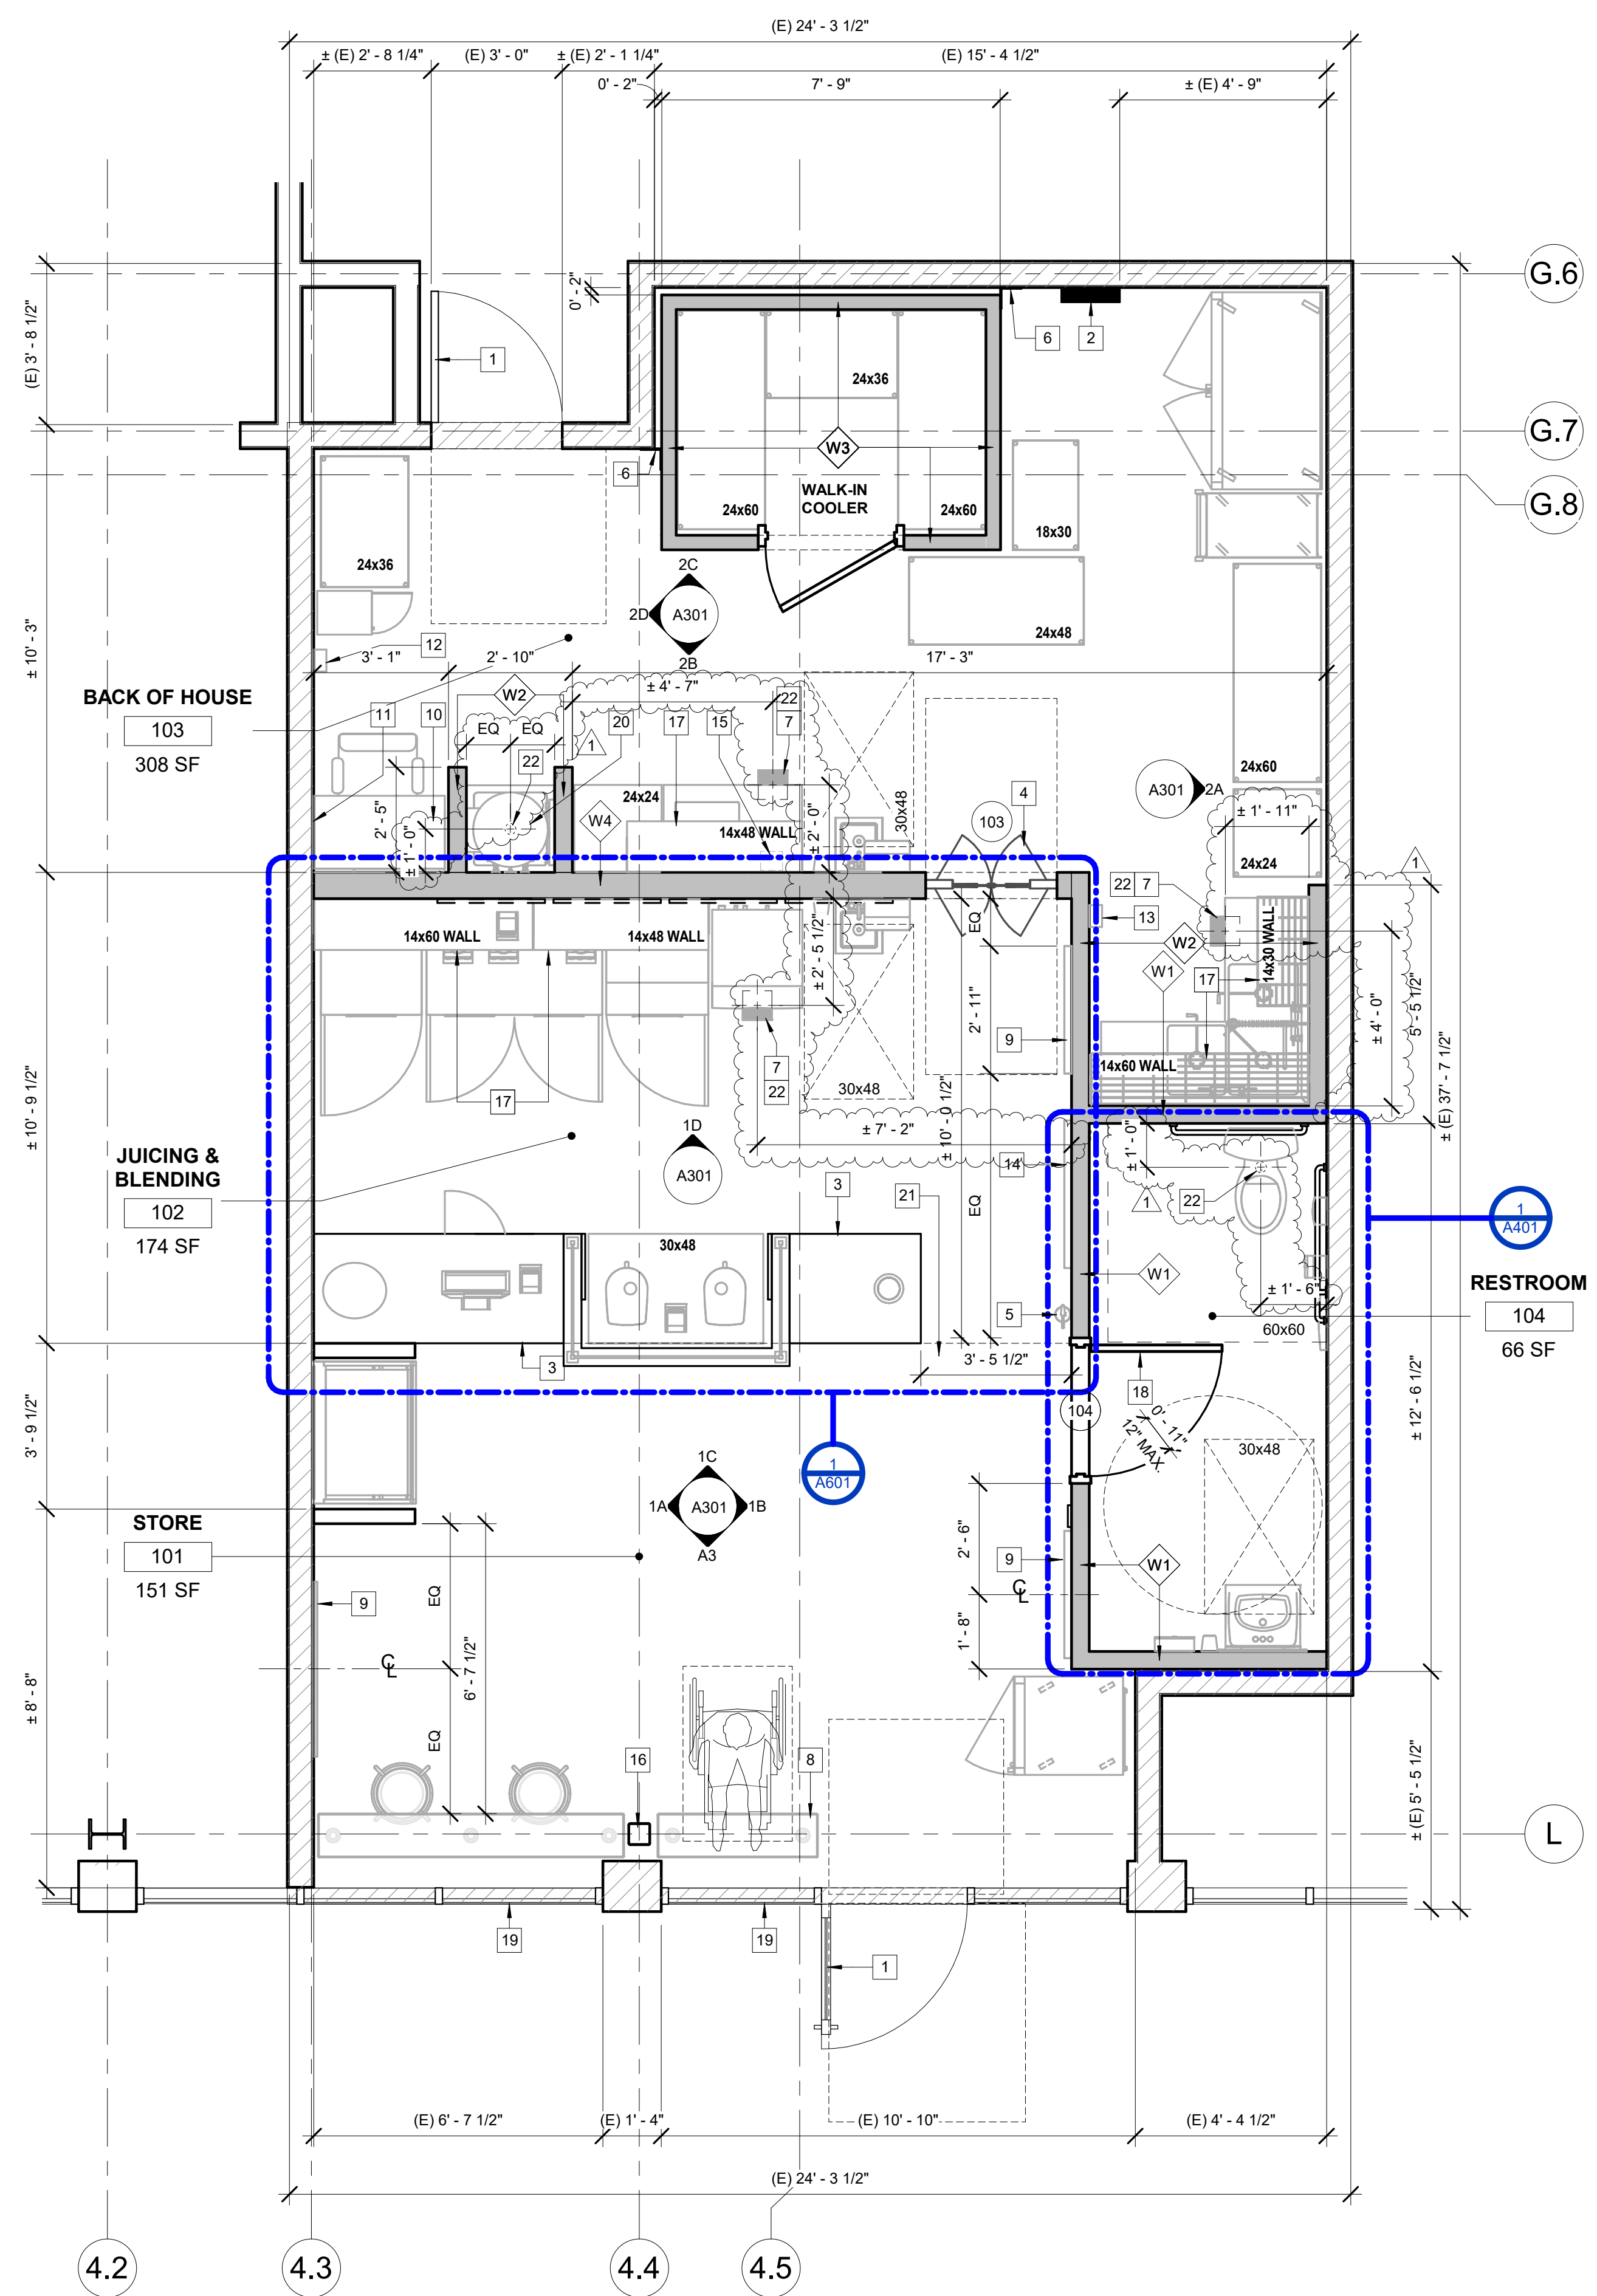 (E) 24' - 3 1/2"
± (E) 2' - 8 1/4"
(E) 3' - 0"
± (E) 2' - 1 1/4"
(E) 15' - 4 1/2"
0' - 2"
7' - 9"
± (E) 4' - 9"
G.6
(E) 3' - 8 1/2"
0' - 2"
1
6
2
24x36
G.7
W3
6
WALK-IN
COOLER
G.8
24x60
24x60
18x30
24x36
2C
2D
A301
2B
24x48
± 10' - 3"
12
3' - 1"
2' - 10"
17' - 3"
BACK OF HOUSE
103
308 SF
W2
± 4' - 7"
22
7
11
10
20
17
15
EQ
EQ
1
22
24x60
A301
2A
24x24
4
103
30x48
± 1' - 11"
2' - 5"
± 1' - 0"
W4
14x48 WALL
± 2' - 0"
24x24
1
22
7
13
EQ
14x60 WALL
14x48 WALL
± 2' - 5 1/2"
W2
14x30 WALL
W1
17
2' - 11"
± 4' - 0"
5' - 5 1/2"
9
7
22
14x60 WALL
17
30x48
± (E) 37' - 7 1/2"
± 10' - 9 1/2"
± 7' - 2"
± 10' - 0 1/2"
1D
A301
14
± 1' - 0"
JUICING &
BLENDING
102
174 SF
3
21
EQ
1
22
1
A401
30x48
W1
RESTROOM
104
66 SF
5
± 1' - 6"
60x60
3
3' - 5 1/2"
18
104
0' - 11"
12" MAX.
30x48
3' - 9 1/2"
± 12' - 6 1/2"
1
A601
1C
1A
A301
1B
A3
STORE
101
151 SF
2' - 6"
9
W1
CL
1' - 8"
9
EQ
6' - 7 1/2"
CL
EQ
± 8' - 8"
16
8
± (E) 5' - 5 1/2"
L
19
19
1
(E) 6' - 7 1/2"
(E) 1' - 4"
(E) 10' - 10"
(E) 4' - 4 1/2"
(E) 24' - 3 1/2"
4.2
4.3
4.4
4.5